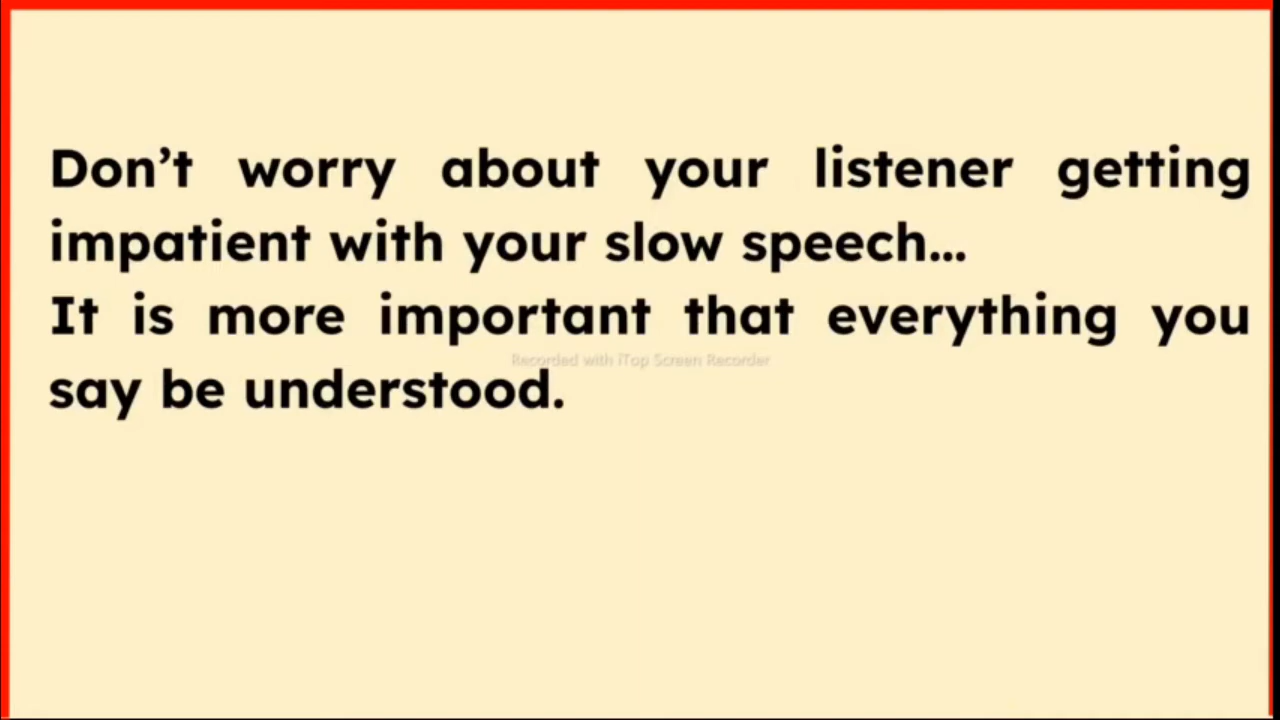 Don’t worry about your listener getting
impatient with your slow speech...
It is more important that everything you
say be understood.
Recorded with iTop Screen Recorder